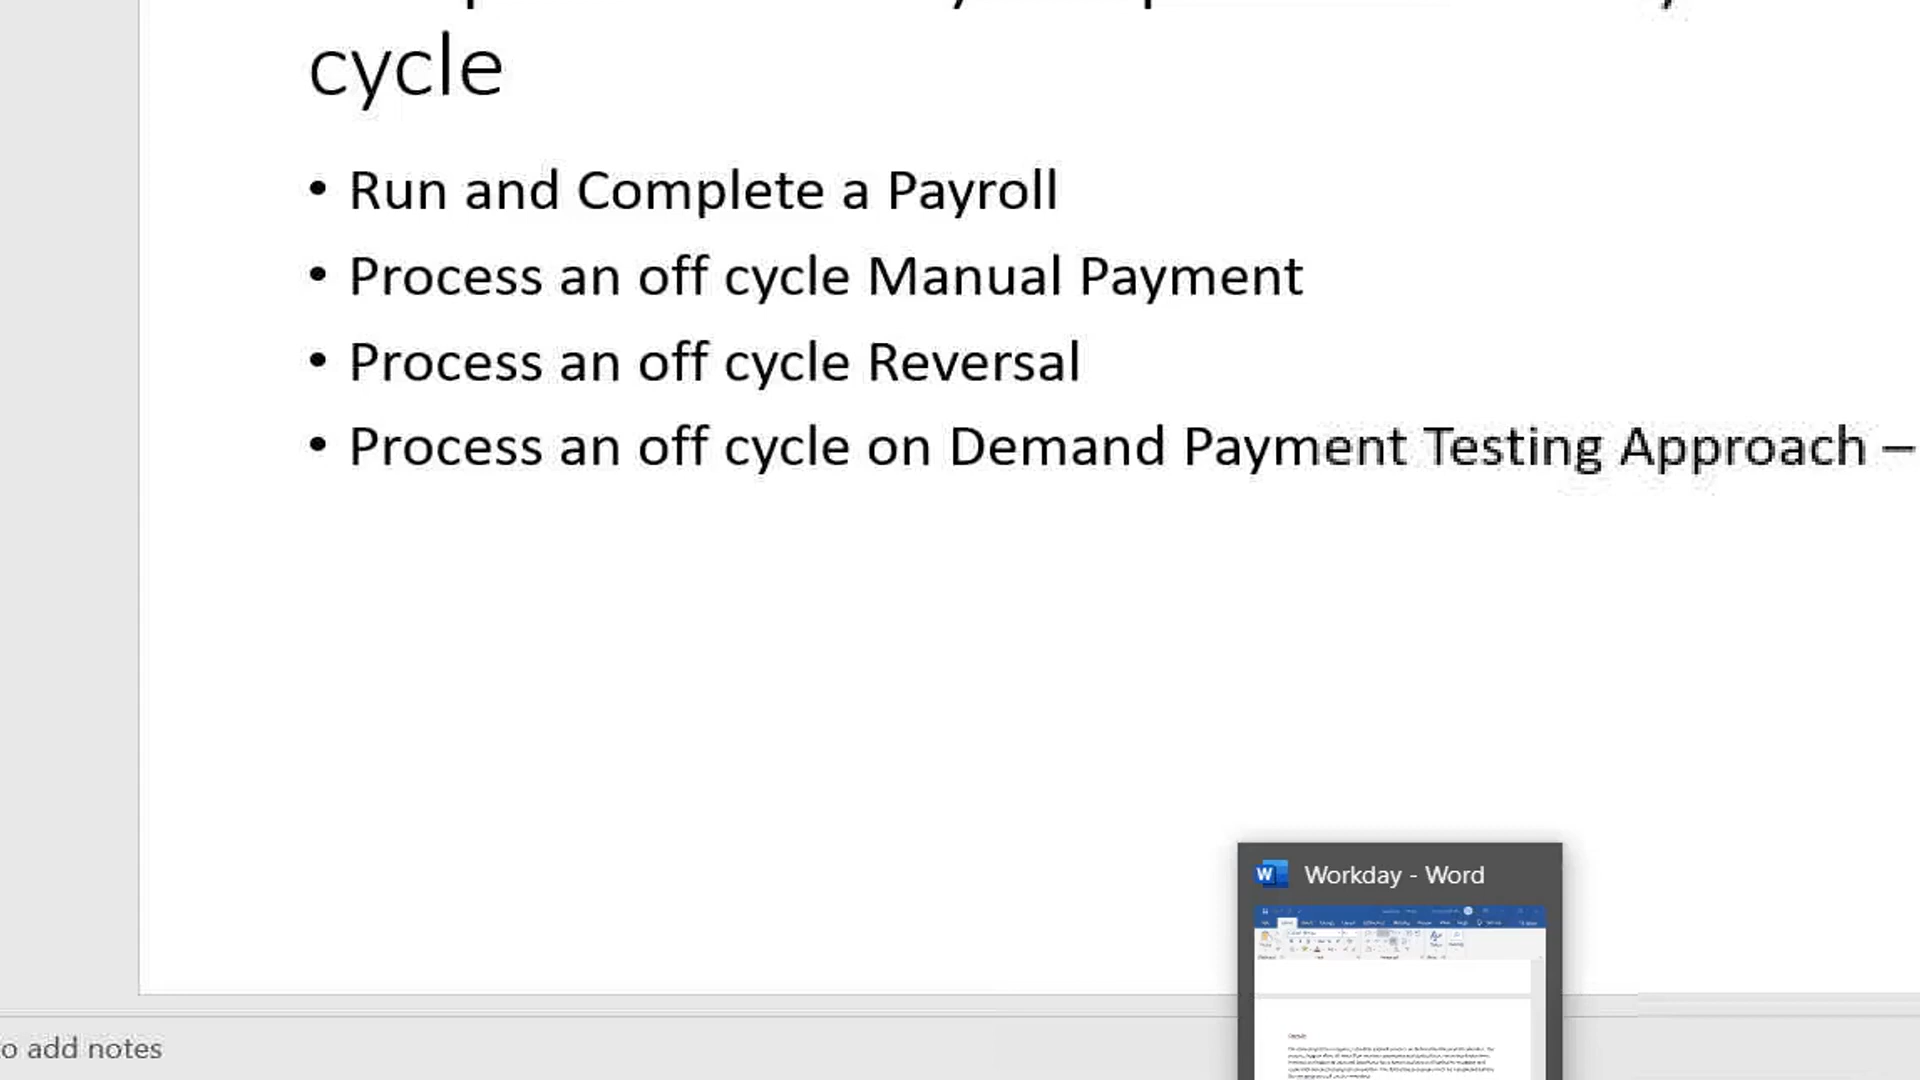 cycle
• Run and Complete a Payroll
• Process an off cycle Manual Payment
• Process an off cycle Reversal
• Process an off cycle on Demand Payment Testing Approach –
Workday - Word
o add notes